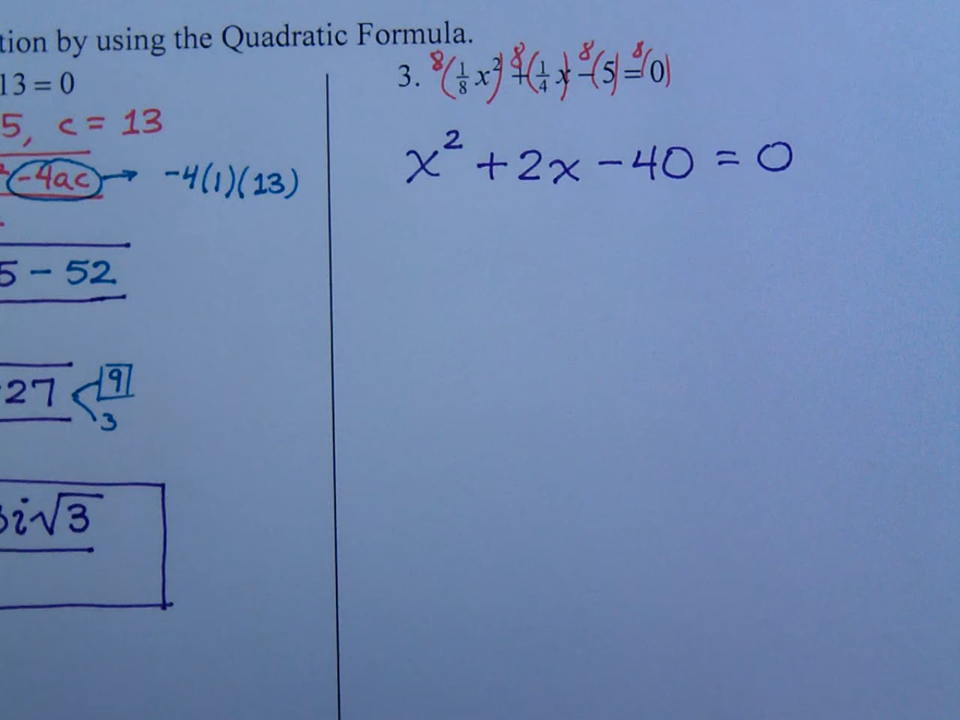 tion by using the Quadratic Formula.
13 = 0
5, c = 13
² -4ac → -4(1)(13)
5 - 52
27 √9
3
i√3
3. 8(1/8 x²) + 8(1/4 x) - 8(5) = 8(0)
x² + 2x - 40 = 0